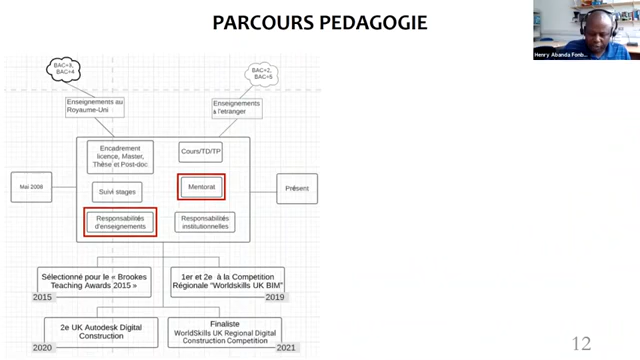 PARCOURS PEDAGOGIE
Henry Abanda Fonb...
BAC+3,
BAC+4
BAC+2,
BAC+5
Enseignements au
Royaume-Uni
Enseignements
à l'etranger
Encadrement
licence, Master,
Thèse et Post-doc
Cours/TD/TP
Mai 2008
Suivi stages
Mentorat
Présent
Responsabilités
d'enseignements
Responsabilités
institutionnelles
Sélectionné pour le « Brookes
Teaching Awards 2015 »
2015
1er et 2e à la Competition
Régionale "Worldskills UK BIM"
2019
2e UK Autodesk Digital
Construction
2020
Finaliste
WorldSkills UK Regional Digital
Construction Competition
2021
12